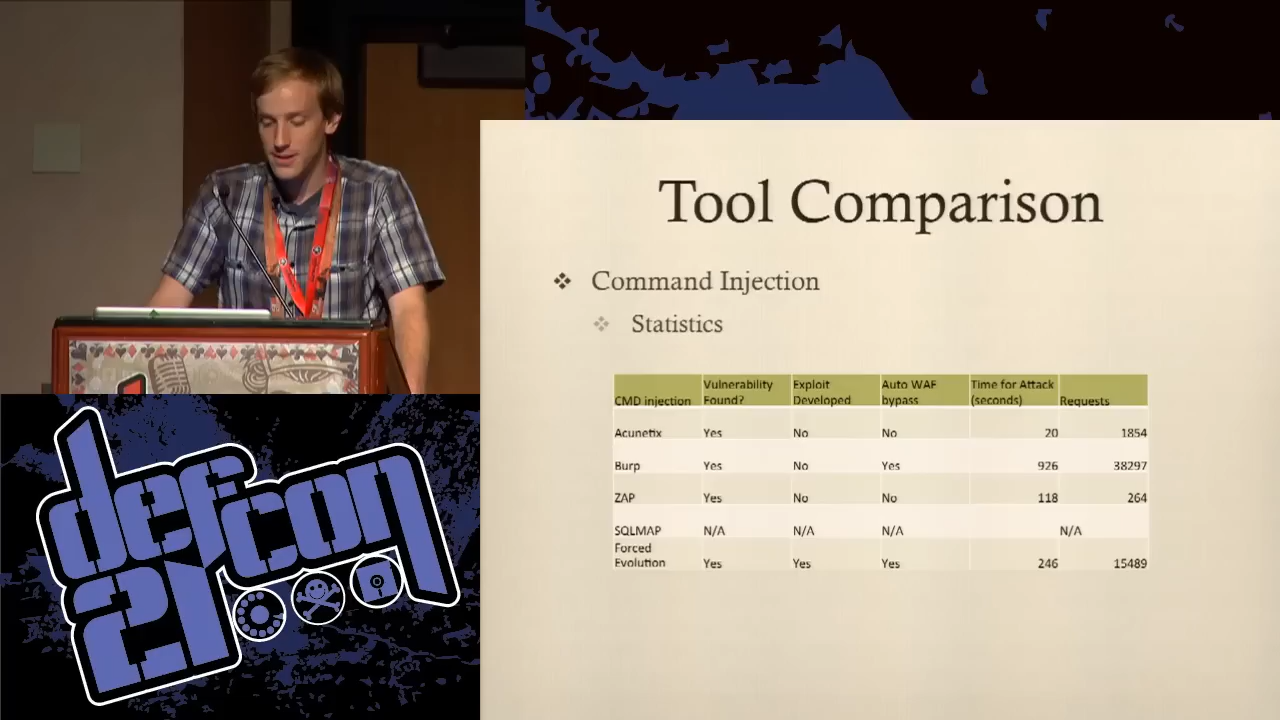 Tool Comparison
Command Injection
Statistics
CMD injection Vulnerability Found? Exploit Developed Auto WAF bypass Time for Attack (seconds) Requests
Acunetix Yes No No 20 1854
Burp Yes No Yes 926 38297
ZAP Yes No No 118 264
SQLMAP N/A N/A N/A N/A
Forced Evolution Yes Yes Yes 246 15489
defcon
21